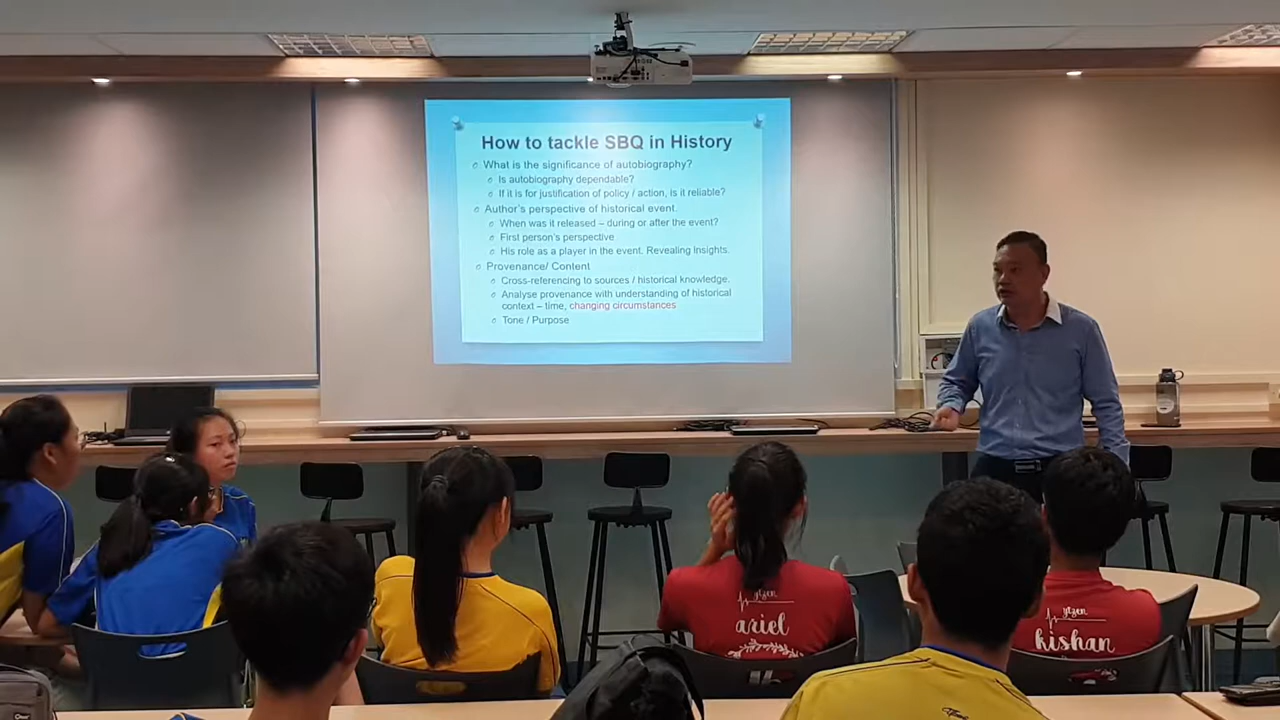 How to tackle SBQ in History
What is the significance of autobiography?
Is autobiography dependable?
If it is for justification of policy / action, is it reliable?
Author's perspective of historical event.
When was it released – during or after the event?
First person's perspective
His role as a player in the event. Revealing Insights.
Provenance/ Content
Cross-referencing to sources / historical knowledge.
Analyse provenance with understanding of historical
context – time, changing circumstances
Tone / Purpose
ytzen
ariel
ytzen
kishan